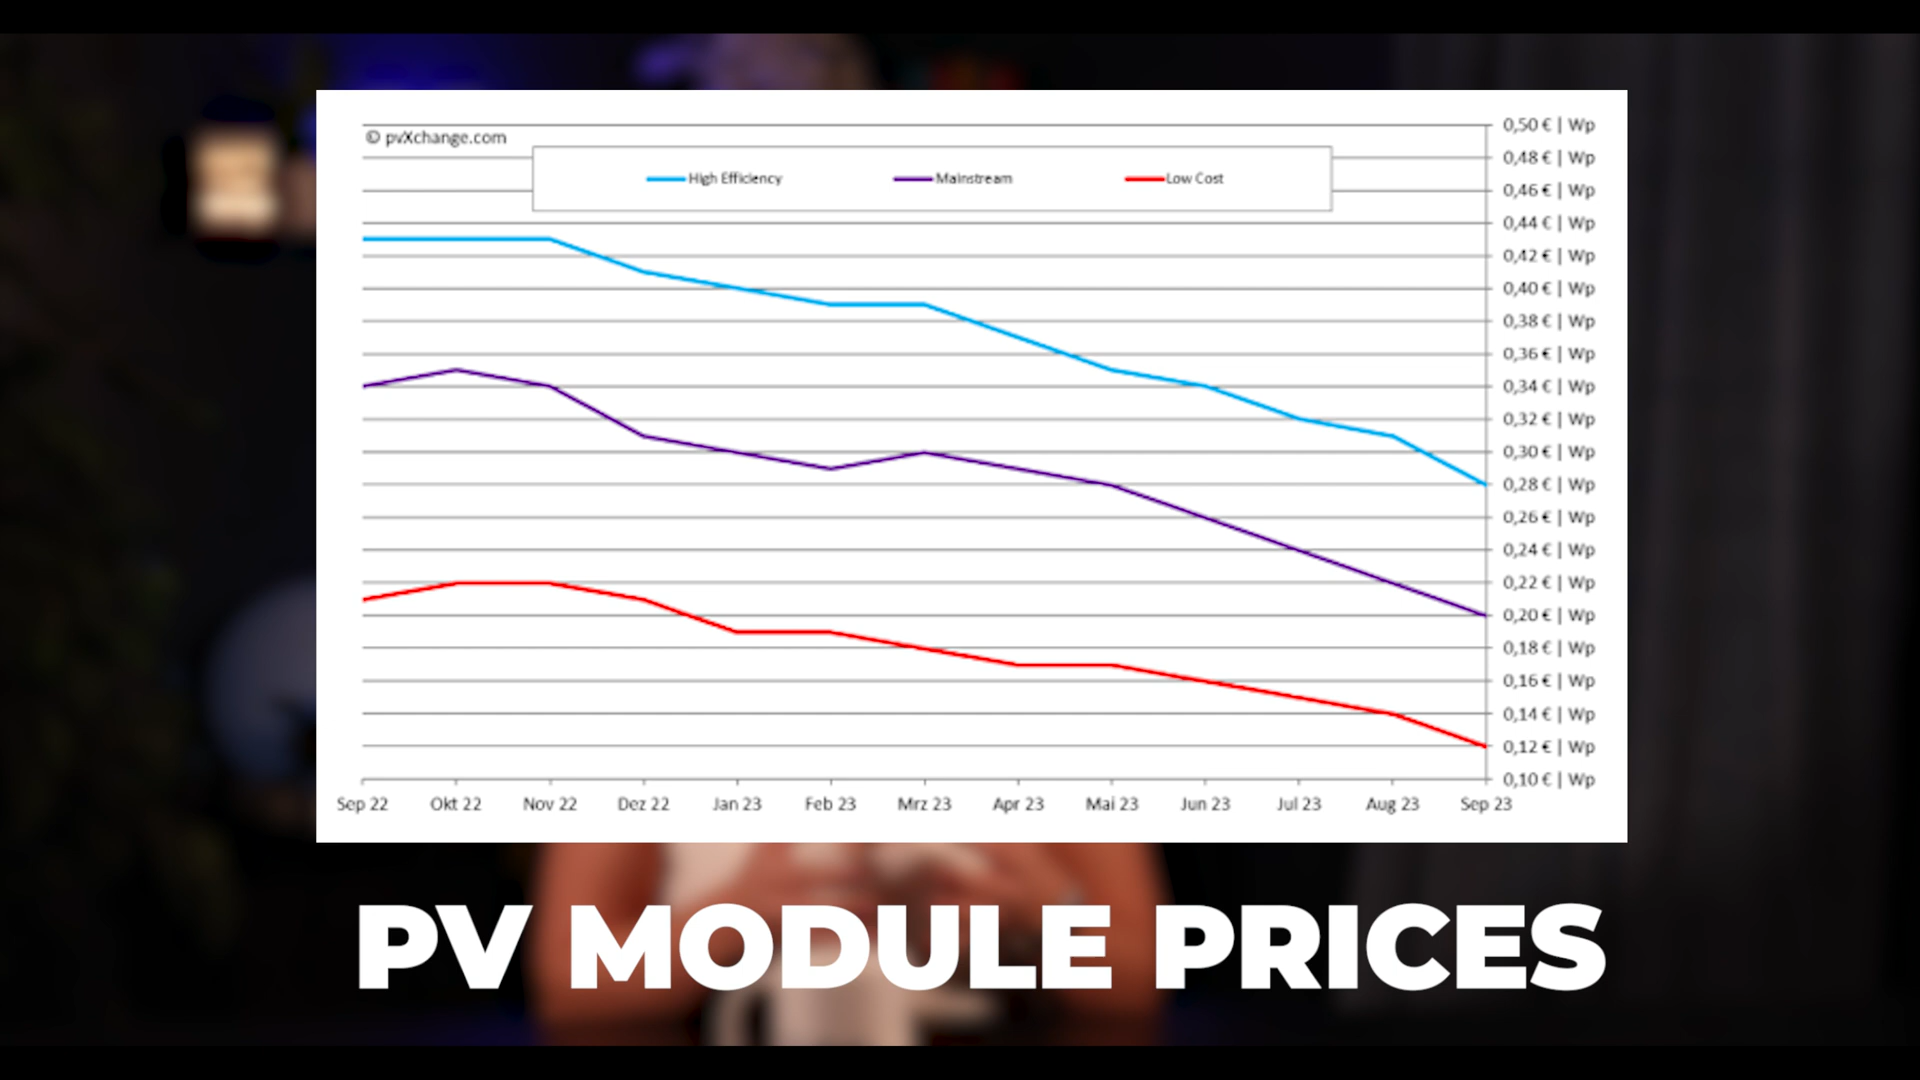 © pvXchange.com
High Efficiency Mainstream Low Cost
0,50 € | Wp
0,48 € | Wp
0,46 € | Wp
0,44 € | Wp
0,42 € | Wp
0,40 € | Wp
0,38 € | Wp
0,36 € | Wp
0,34 € | Wp
0,32 € | Wp
0,30 € | Wp
0,28 € | Wp
0,26 € | Wp
0,24 € | Wp
0,22 € | Wp
0,20 € | Wp
0,18 € | Wp
0,16 € | Wp
0,14 € | Wp
0,12 € | Wp
0,10 € | Wp
Sep 22 Okt 22 Nov 22 Dez 22 Jan 23 Feb 23 Mrz 23 Apr 23 Mai 23 Jun 23 Jul 23 Aug 23 Sep 23
PV MODULE PRICES